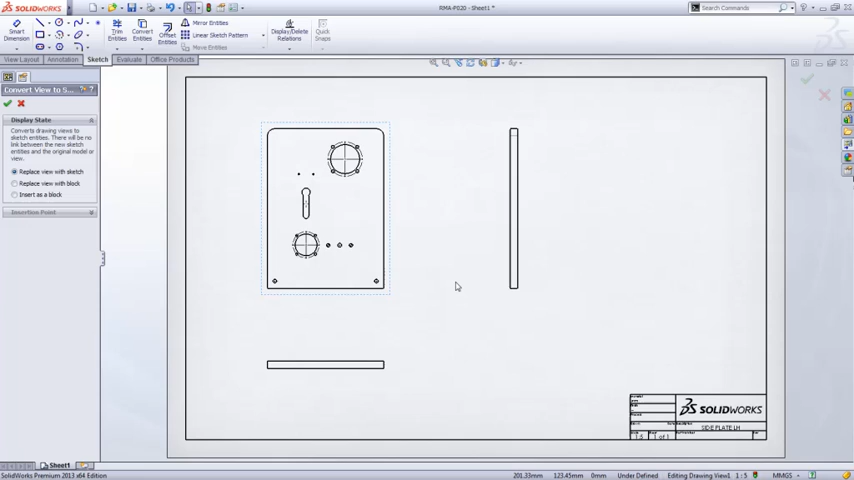 SOLIDWORKS
RMA-P020 - Sheet1 *
Search Commands
Smart Dimension
Trim Entities
Convert Entities
Offset Entities
Mirror Entities
Linear Sketch Pattern
Move Entities
Display/Delete Relations
Quick Snaps
View Layout
Annotation
Sketch
Evaluate
Office Products
Convert View to S...
Display State
Converts drawing views to
sketch entities. There will be no
link between the new sketch
entities and the original model or
view.
Replace view with sketch
Replace view with block
Insert as a block
Insertion Point
SOLIDWORKS
SIDE PLATE LH
1:5
1 of 1
Sheet1
SolidWorks Premium 2013 x64 Edition
201.33mm
123.45mm
0mm
Under Defined
Editing Drawing View1
1 : 5
MMGS